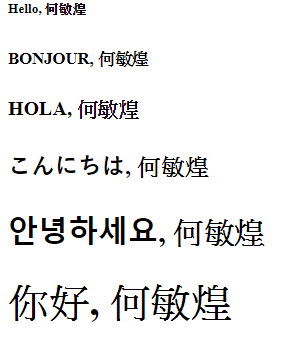 Hello, 何敏煌
BONJOUR, 何敏煌
HOLA, 何敏煌
こんにちは, 何敏煌
안녕하세요, 何敏煌
你好, 何敏煌